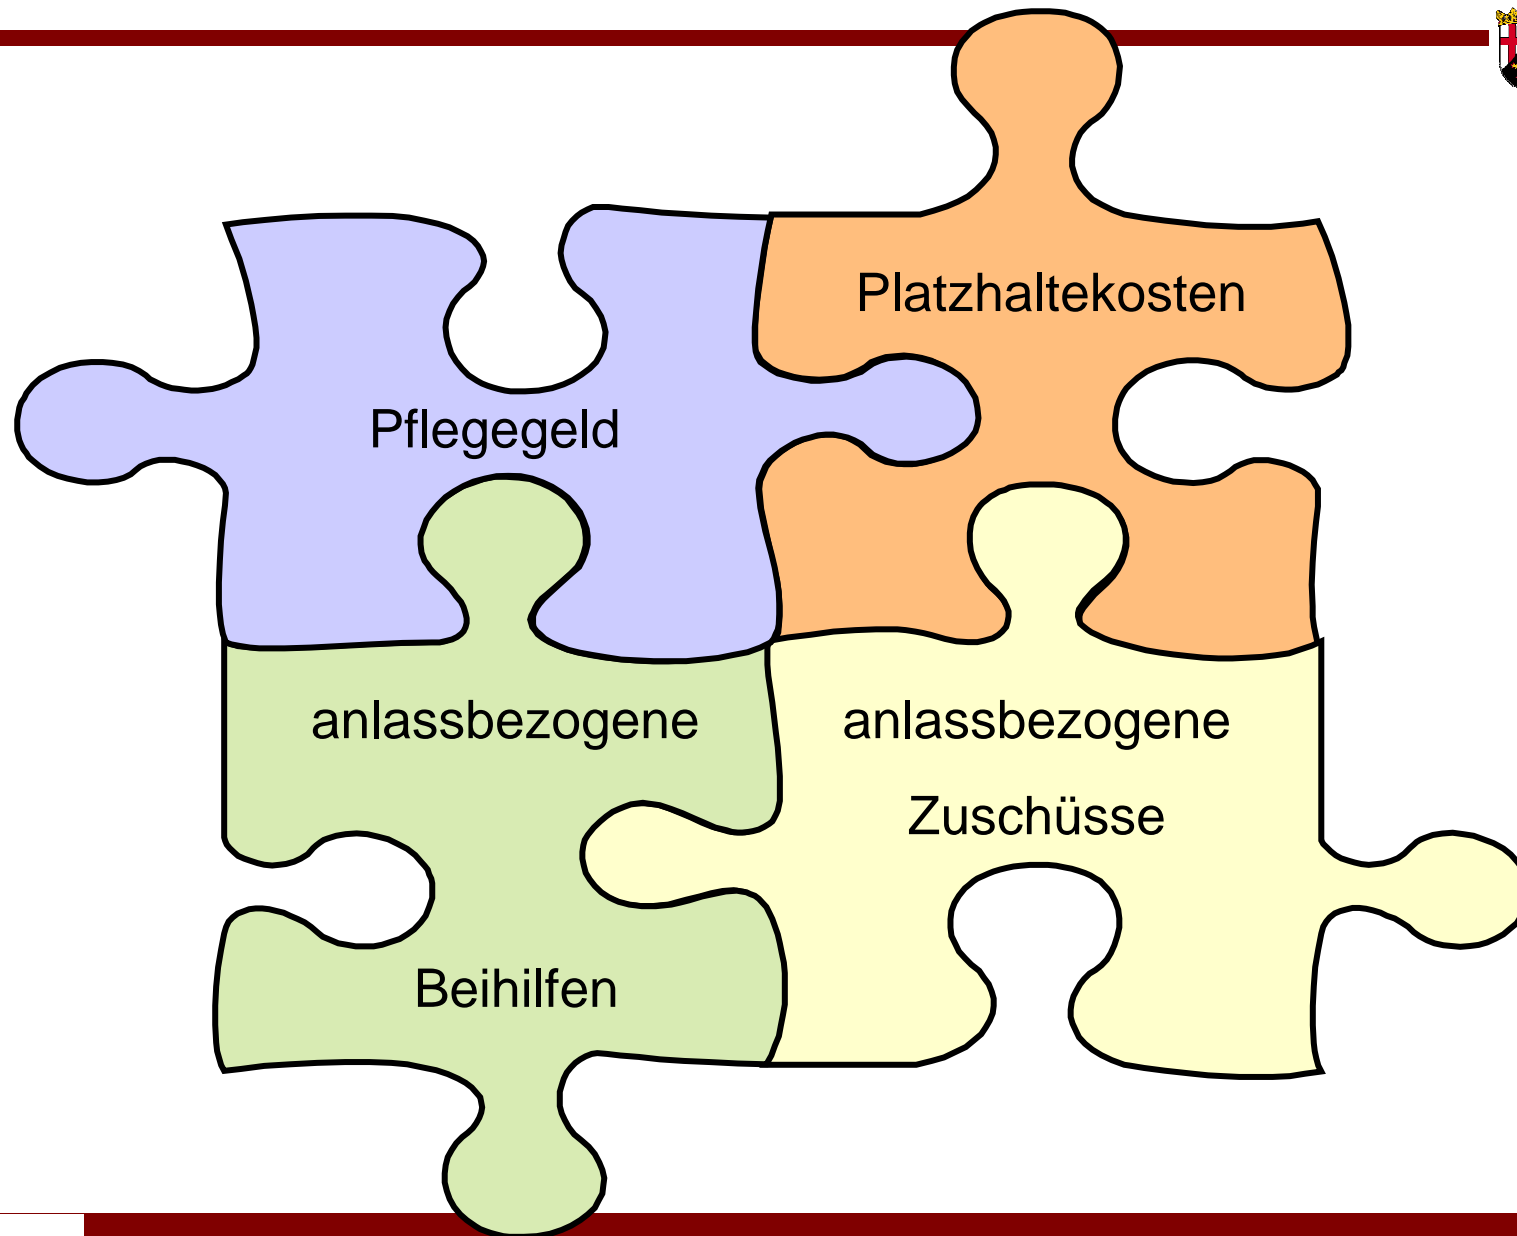 Platzhaltekosten
Pflegegeld
anlassbezogene
Beihilfen
anlassbezogene
Zuschüsse